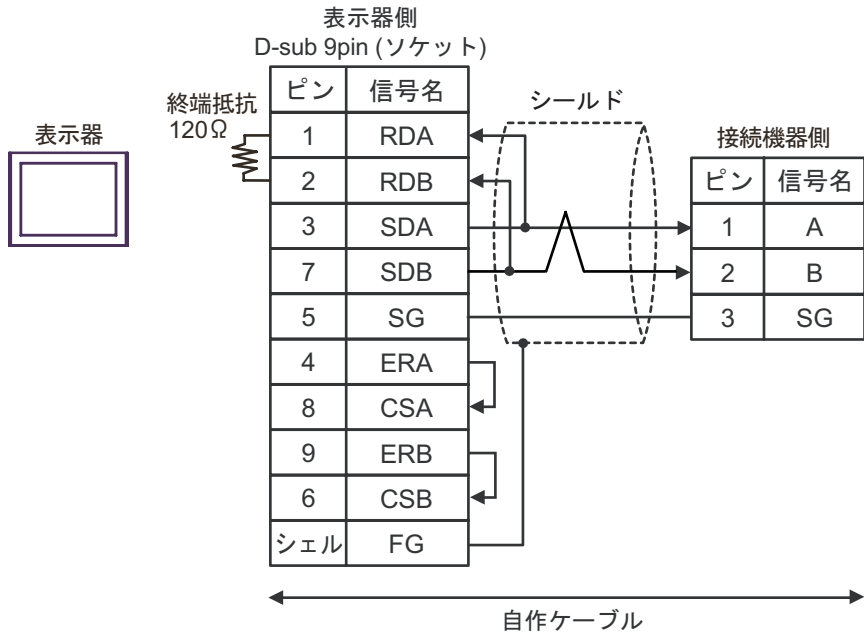 表示器側
D-sub 9pin (ソケット)
終端抵抗
120Ω
表示器
シールド
接続機器側
ピン 信号名
1 RDA
2 RDB
3 SDA
7 SDB
5 SG
4 ERA
8 CSA
9 ERB
6 CSB
シェル FG
ピン 信号名
1 A
2 B
3 SG
自作ケーブル